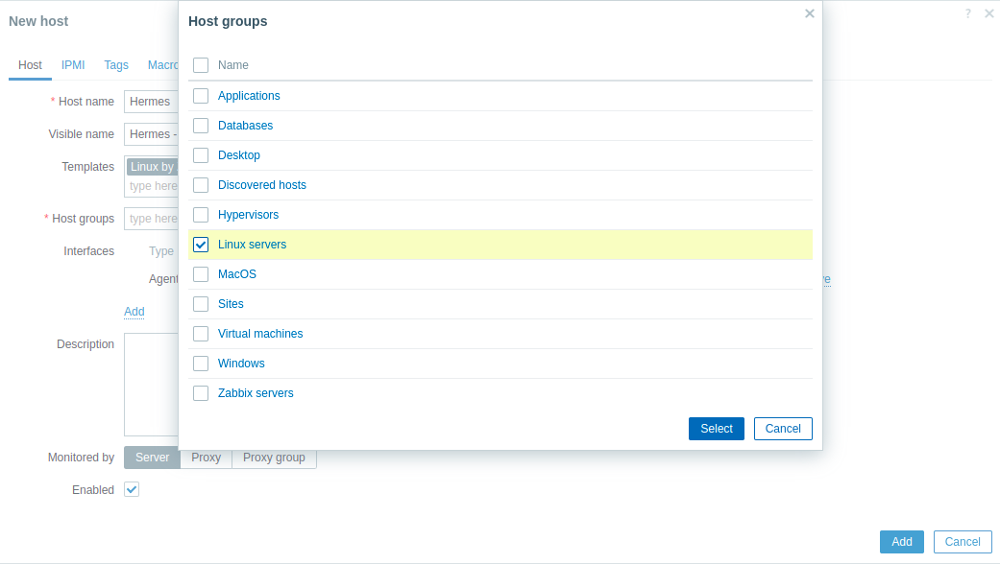 New host
?
Host IPMI Tags Macro
* Host name Hermes
Visible name Hermes -
Templates Linux by
type here
* Host groups type here
Interfaces Type
Agent
Add
Description
Monitored by Server Proxy Proxy group
Enabled
Add Cancel
Host groups
Name
Applications
Databases
Desktop
Discovered hosts
Hypervisors
Linux servers
MacOS
Sites
Virtual machines
Windows
Zabbix servers
Select Cancel